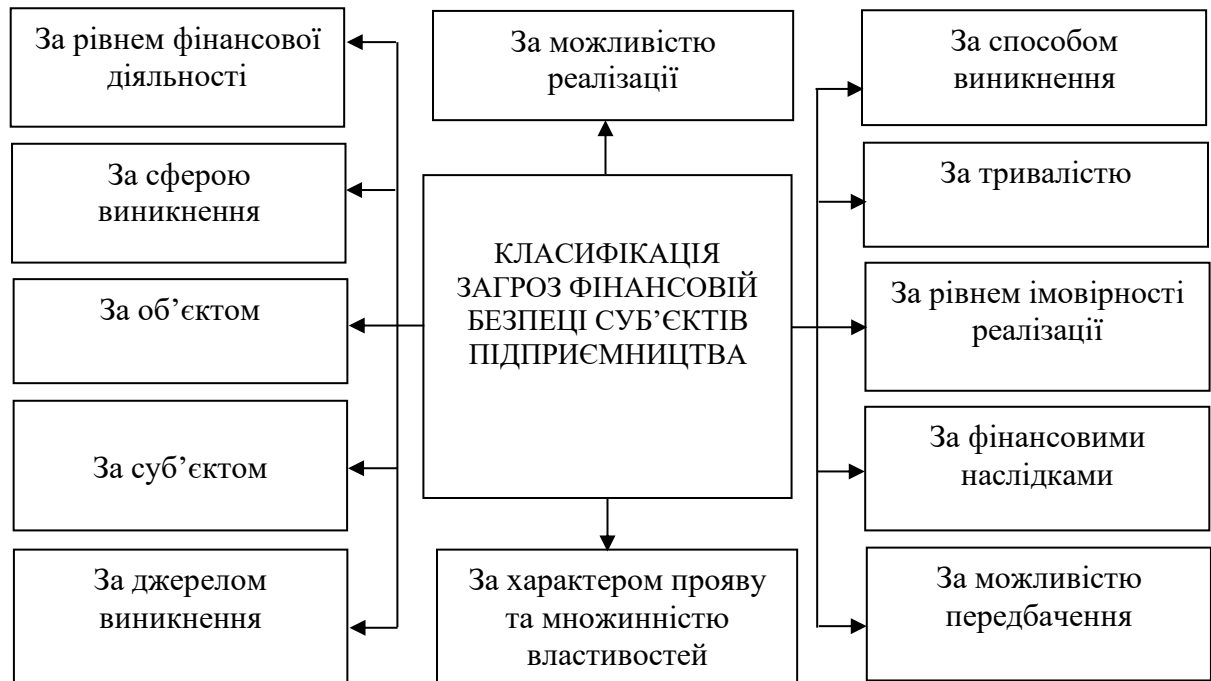 За рівнем фінансової
діяльності
За сферою
виникнення
За об’єктом
За суб’єктом
За джерелом
виникнення
За можливістю
реалізації
КЛАСИФІКАЦІЯ
ЗАГРОЗ ФІНАНСОВІЙ
БЕЗПЕЦІ СУБ’ЄКТІВ
ПІДПРИЄМНИЦТВА
За характером прояву
та множинністю
властивостей
За способом
виникнення
За тривалістю
За рівнем імовірності
реалізації
За фінансовими
наслідками
За можливістю
передбачення